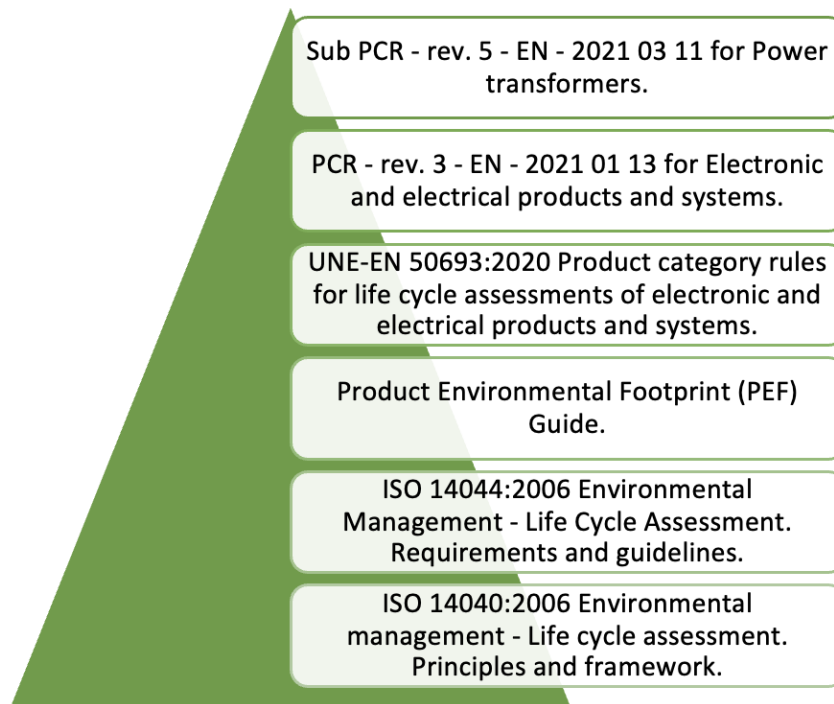 Sub PCR - rev. 5 - EN - 2021 03 11 for Power
transformers.
PCR - rev. 3 - EN - 2021 01 13 for Electronic
and electrical products and systems.
UNE-EN 50693:2020 Product category rules
for life cycle assessments of electronic and
electrical products and systems.
Product Environmental Footprint (PEF)
Guide.
ISO 14044:2006 Environmental
Management - Life Cycle Assessment.
Requirements and guidelines.
ISO 14040:2006 Environmental
management - Life cycle assessment.
Principles and framework.